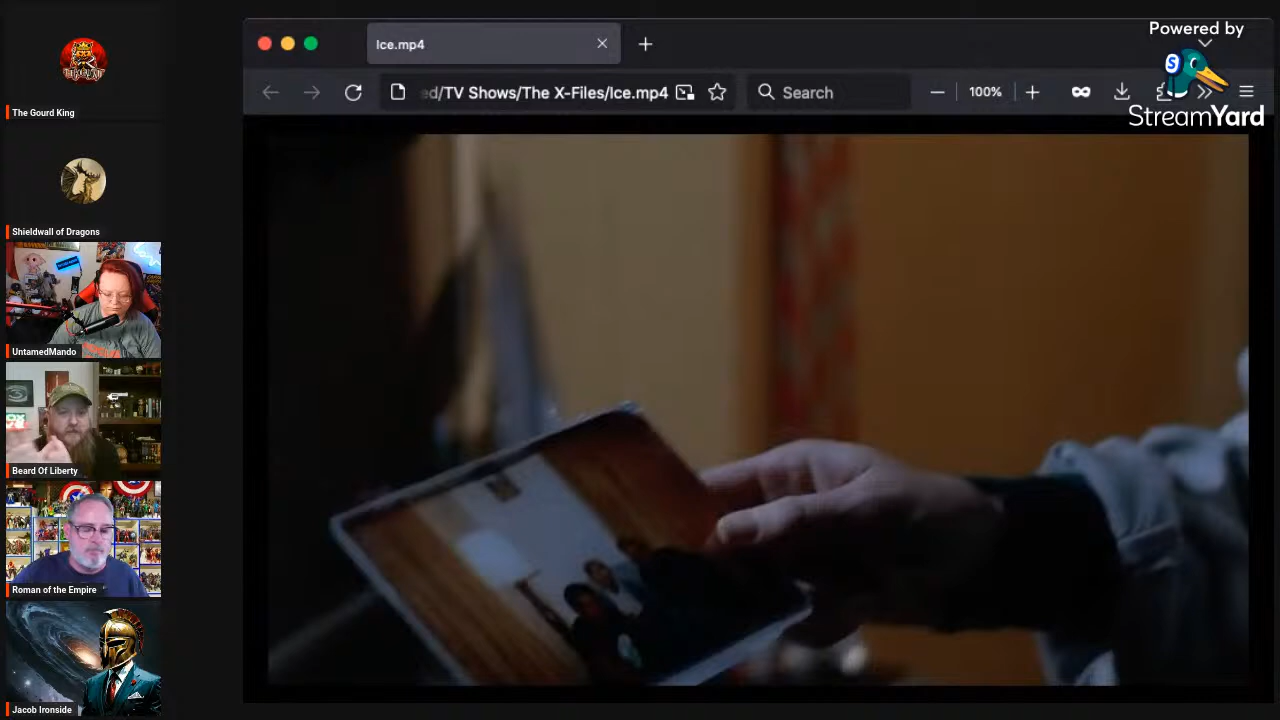 Ice.mp4
Powered by
ed/TV Shows/The X-Files/Ice.mp4
Search
100%
StreamYard
The Gourd King
Shieldwall of Dragons
UntamedMando
Beard Of Liberty
Roman of the Empire
Jacob Ironside